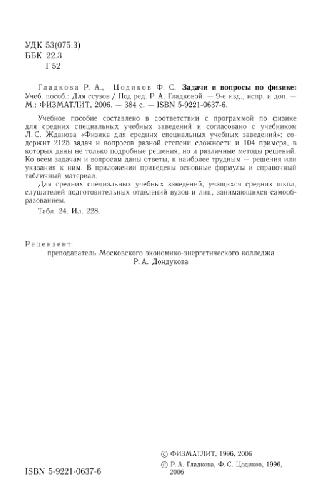 УДК 53(075.3)
ББК 22.3
Г 52
Гладкова Р. А., Цодиков Ф. С. Задачи и вопросы по физике:
Учеб. пособ.: Для ссузов / Под ред. Р. А. Гладковой. — 9-е изд., испр. и доп. —
М.: ФИЗМАТЛИТ, 2006. — 384 с. — ISBN 5-9221-0637-6.
Учебное пособие составлено в соответствии с программой по физике
для средних специальных учебных заведений и согласовано с учебником
Л. С. Жданова «Физика для средних специальных учебных заведений»; со-
держит 2125 задач и вопросов разной степени сложности и 104 примера, в
которых даны не только подробные решения, но и различные методы решений.
Ко всем задачам и вопросам даны ответы, к наиболее трудным — решения или
указания к ним. В приложении приведены основные формулы и справочный
табличный материал.
Для средних специальных учебных заведений, учащихся средних школ,
слушателей подготовительных отделений вузов и лиц, занимающихся самооб-
разованием.
Табл. 24. Ил. 228.
Рецензент
преподаватель Московского экономико-энергетического колледжа
Р. А. Дондукова
© ФИЗМАТЛИТ, 1996, 2006
© Р. А. Гладкова, Ф. С. Цодиков, 1996,
2006
ISBN 5-9221-0637-6